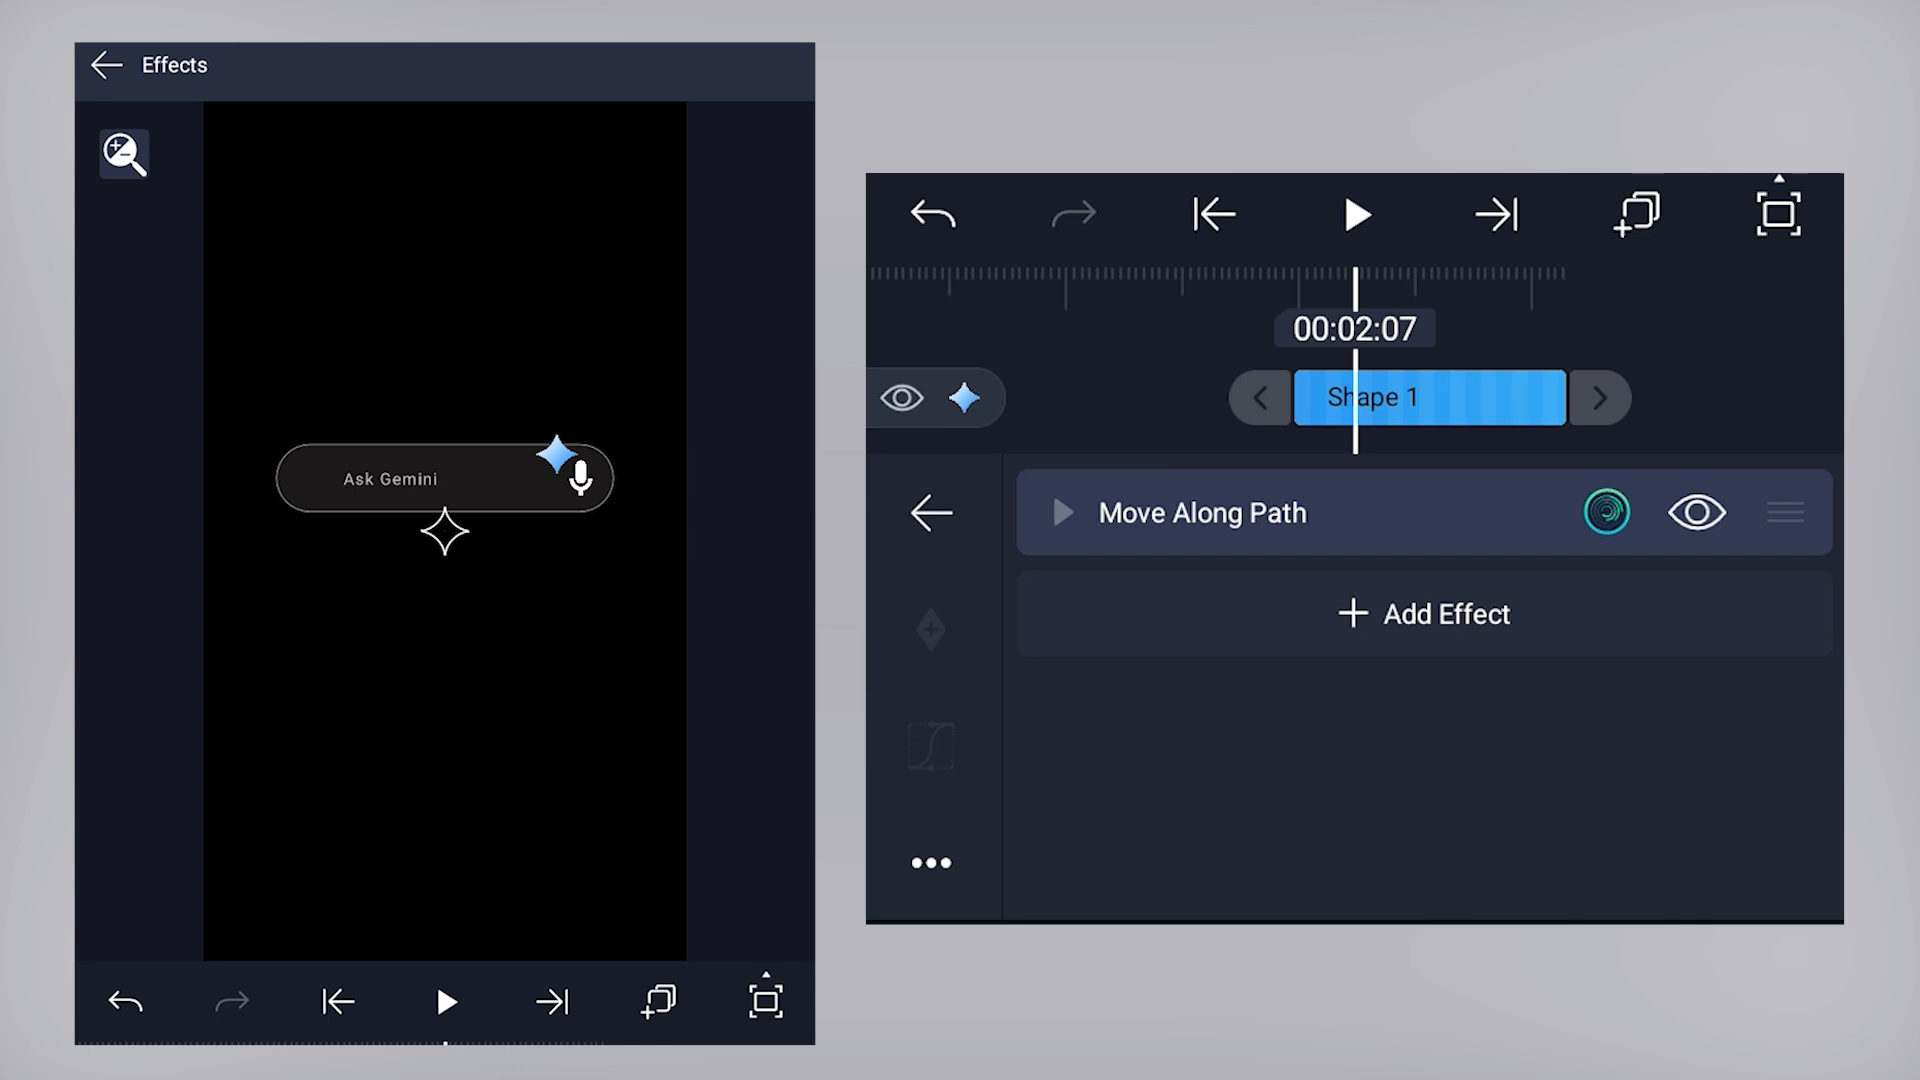 Effects
Ask Gemini
00:02:07
Shape 1
Move Along Path
Add Effect